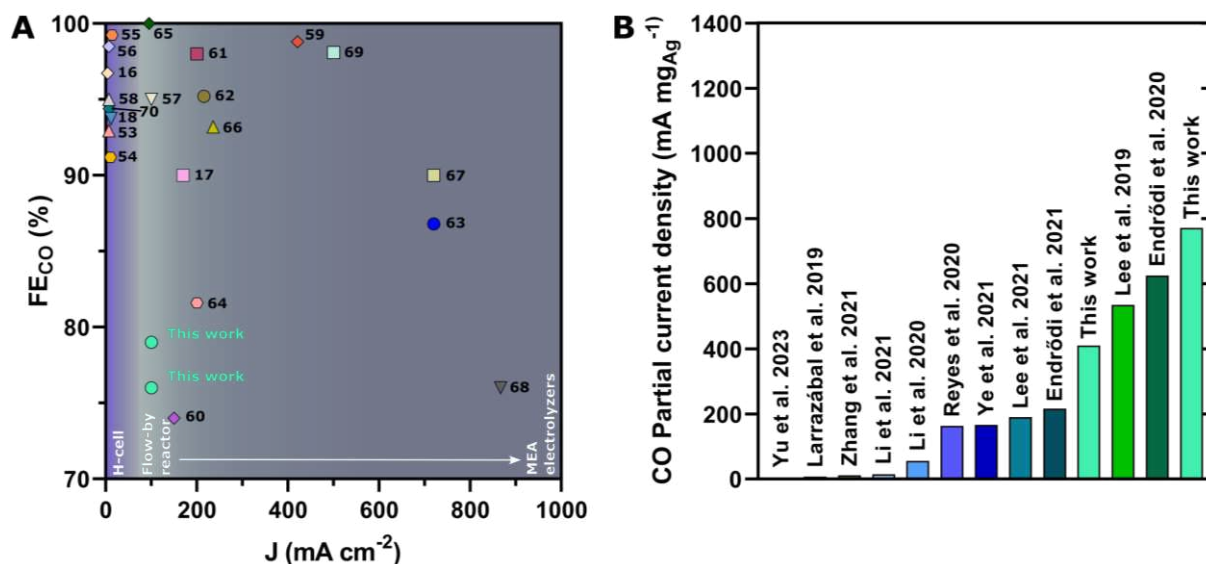 A
100
90
80
70
FE_CO (%)
55
56
16
58
70
18
53
54
65
57
61
62
66
17
64
59
69
67
63
68
60
This work
This work
H-cell
Flow-by
reactor
MEA
electrolyzers
0
200
400
600
800
1000
J (mA cm⁻²)
B
1400
1200
1000
800
600
400
200
0
CO Partial current density (mA mg_Ag⁻¹)
Yu et al. 2023
Larrazábal et al. 2019
Zhang et al. 2021
Li et al. 2021
Li et al. 2020
Reyes et al. 2020
Ye et al. 2021
Lee et al. 2021
Endrődi et al. 2021
This work
Lee et al. 2019
Endrődi et al. 2020
This work